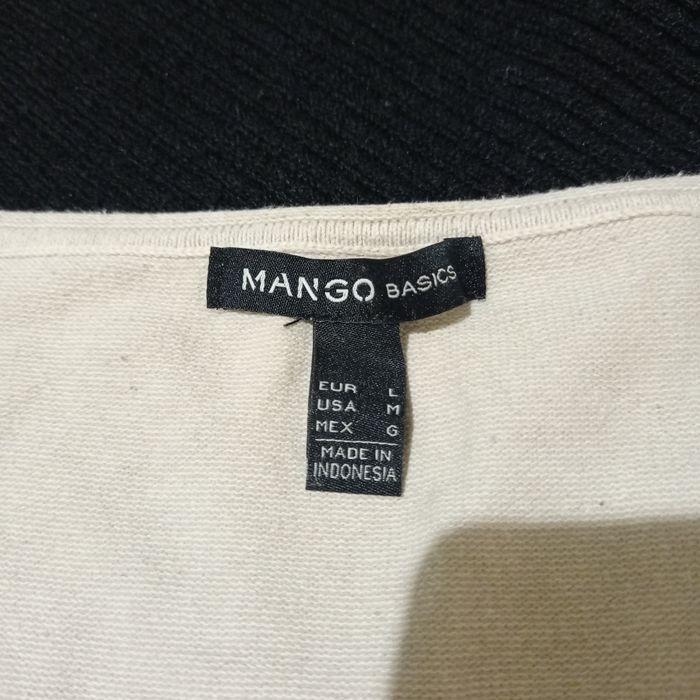 MANGO BASICS
EUR L
USA M
MEX G
MADE IN
INDONESIA